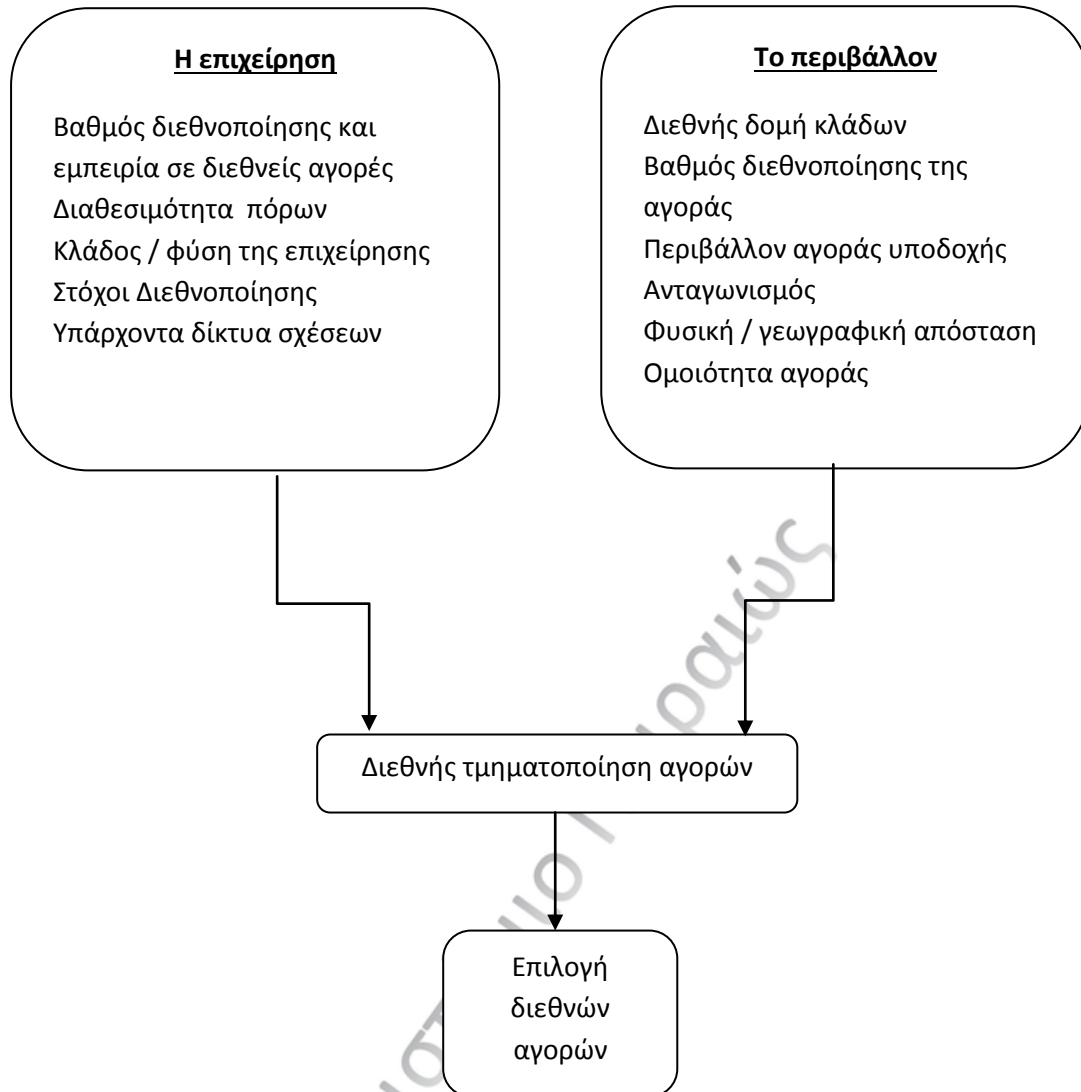 Η επιχείρηση
Βαθμός διεθνοποίησης και
εμπειρία σε διεθνείς αγορές
Διαθεσιμότητα πόρων
Κλάδος / φύση της επιχείρησης
Στόχοι Διεθνοποίησης
Υπάρχοντα δίκτυα σχέσεων
Το περιβάλλον
Διεθνής δομή κλάδων
Βαθμός διεθνοποίησης της
αγοράς
Περιβάλλον αγοράς υποδοχής
Ανταγωνισμός
Φυσική / γεωγραφική απόσταση
Ομοιότητα αγοράς
Διεθνής τμηματοποίηση αγορών
Επιλογή
διεθνών
αγορών